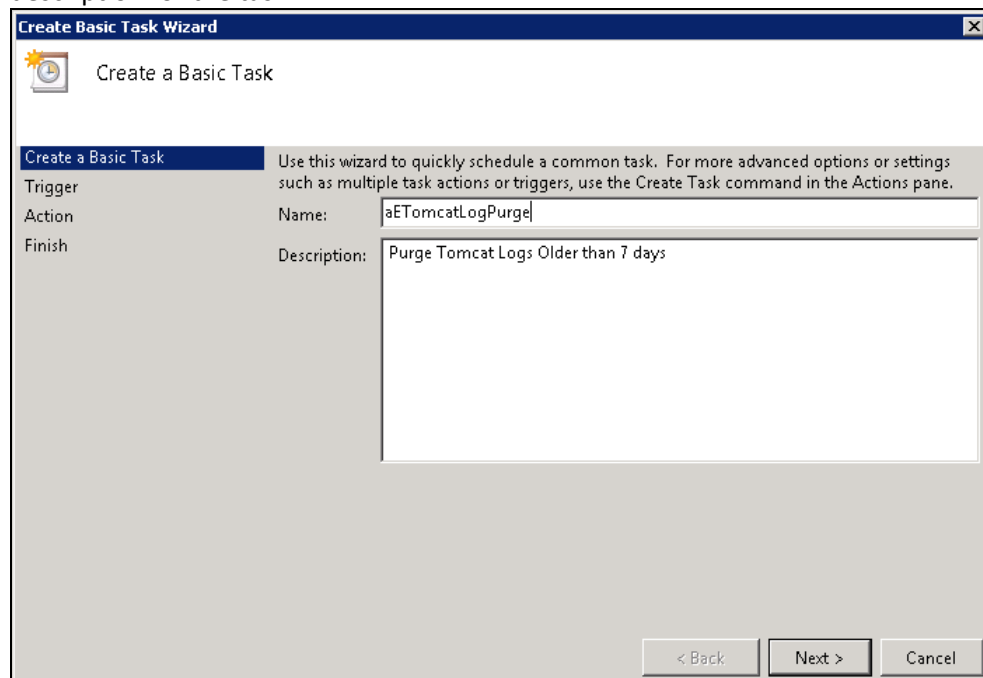 Create Basic Task Wizard
Create a Basic Task
Create a Basic Task
Use this wizard to quickly schedule a common task. For more advanced options or settings
such as multiple task actions or triggers, use the Create Task command in the Actions pane.
Trigger
Action
Finish
Name:
aETomcatLogPurge
Description:
Purge Tomcat Logs Older than 7 days
< Back
Next >
Cancel